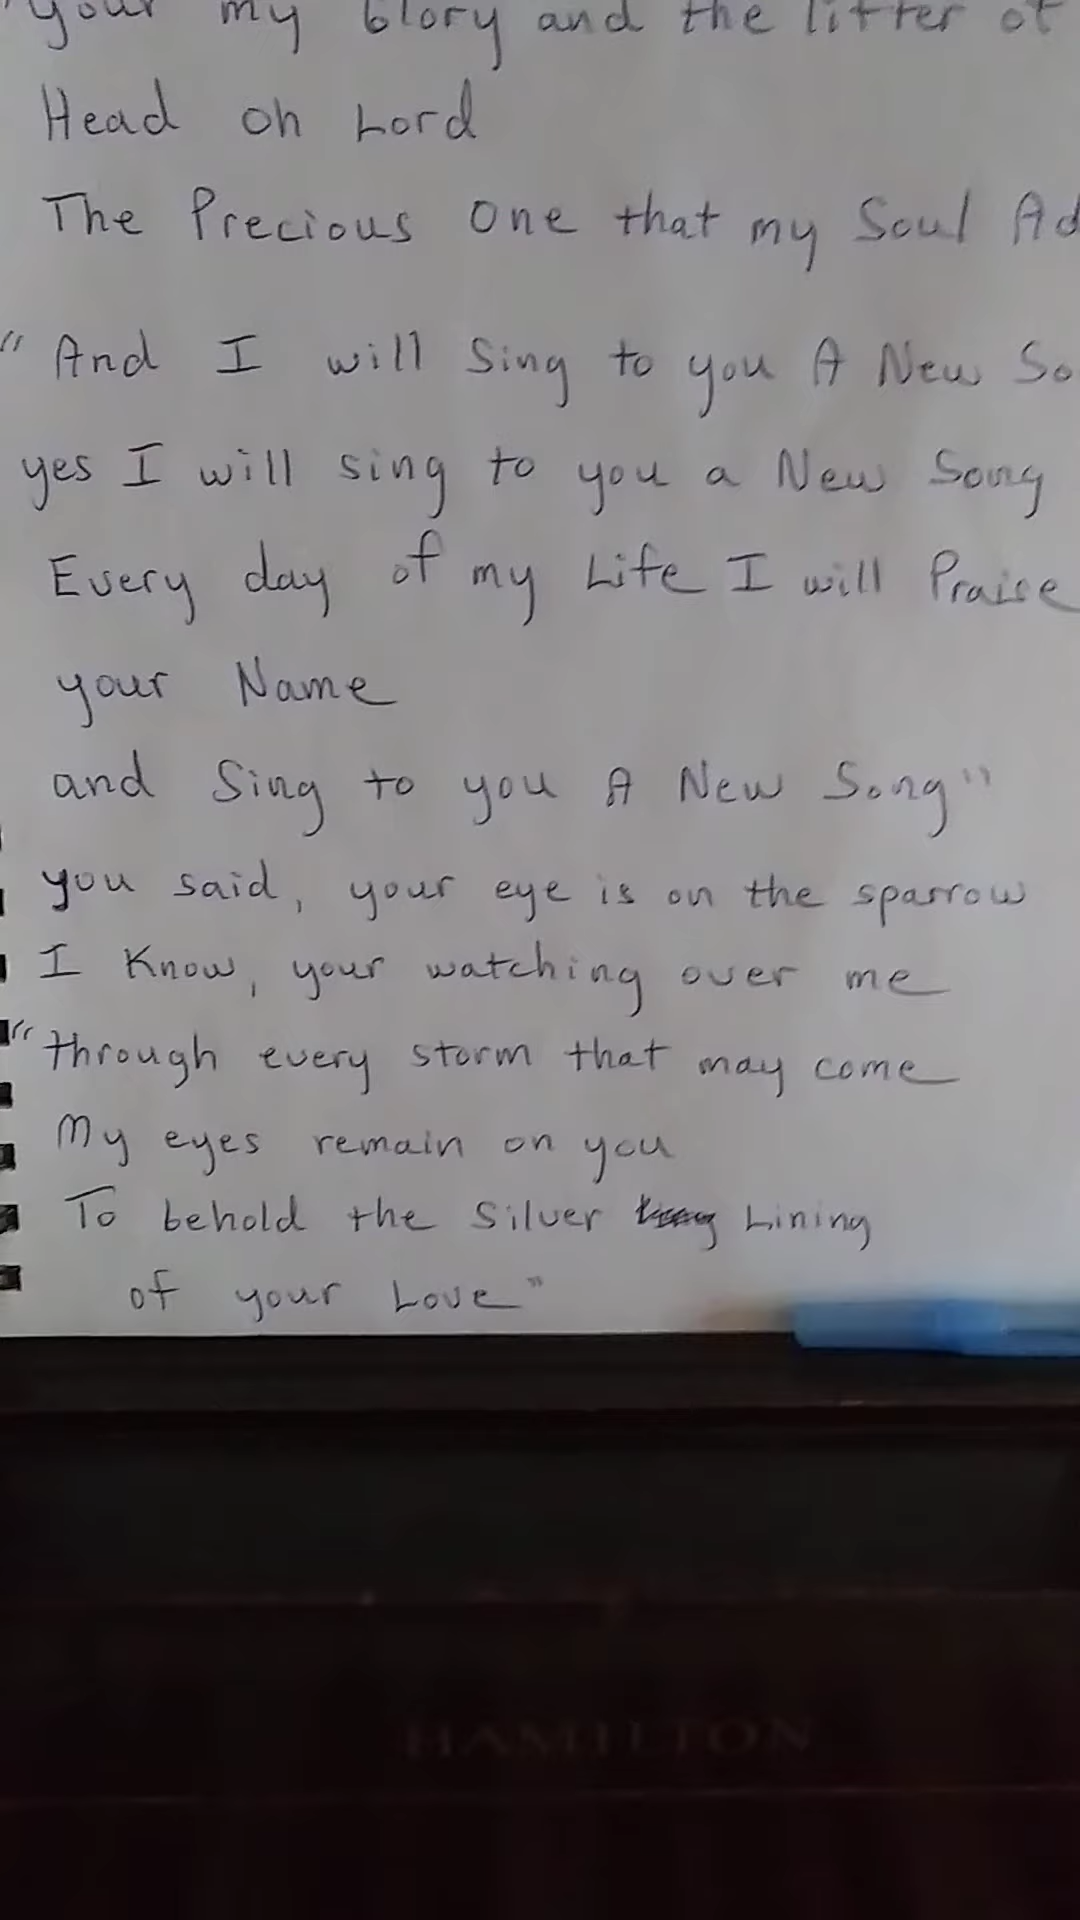 "your my Glory and the lifter of
Head oh Lord
The Precious One that my Soul Ad
"And I will Sing to you A New So
yes I will sing to you a New Song
Every day of my Life I will Praise
your Name
and Sing to you A New Song"
you said, your eye is on the sparrow
I Know, your watching over me
"through every storm that may come
My eyes remain on you
To behold the Silver Lining
of your Love"
HAMILTON